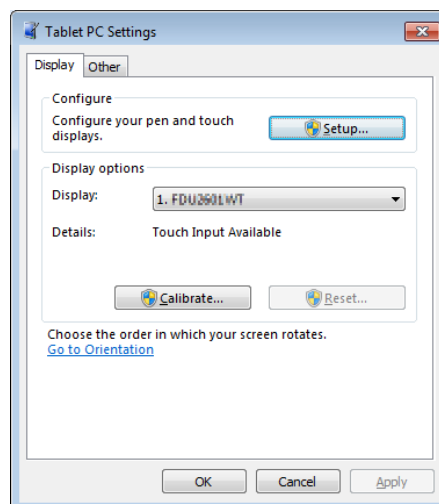 Tablet PC Settings
Display Other
Configure
Configure your pen and touch
displays.
Setup...
Display options
Display: 1. FDU2601WT
Details: Touch Input Available
Calibrate... Reset...
Choose the order in which your screen rotates.
Go to Orientation
OK Cancel Apply